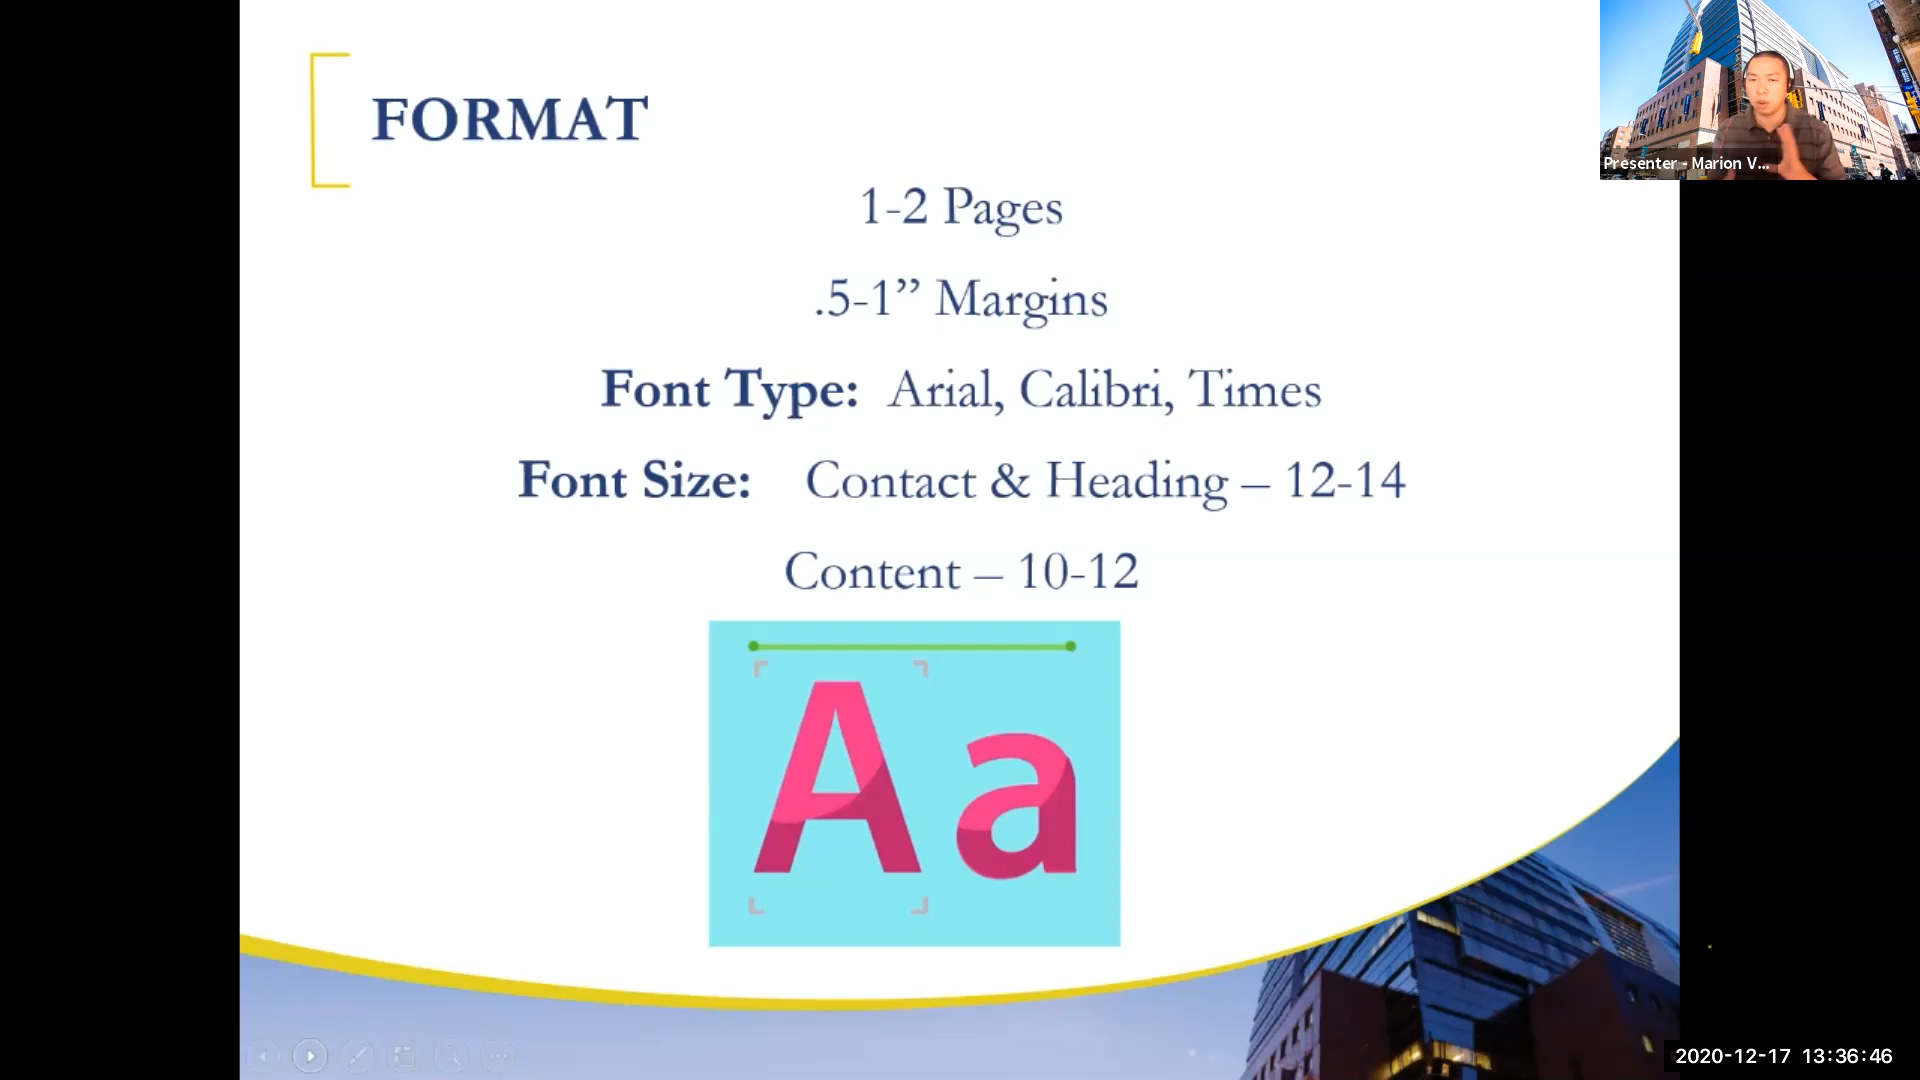 FORMAT
Presenter - Marion V...
1-2 Pages
.5-1” Margins
Font Type: Arial, Calibri, Times
Font Size: Contact & Heading – 12-14
Content – 10-12
Aa
2020-12-17 13:36:46